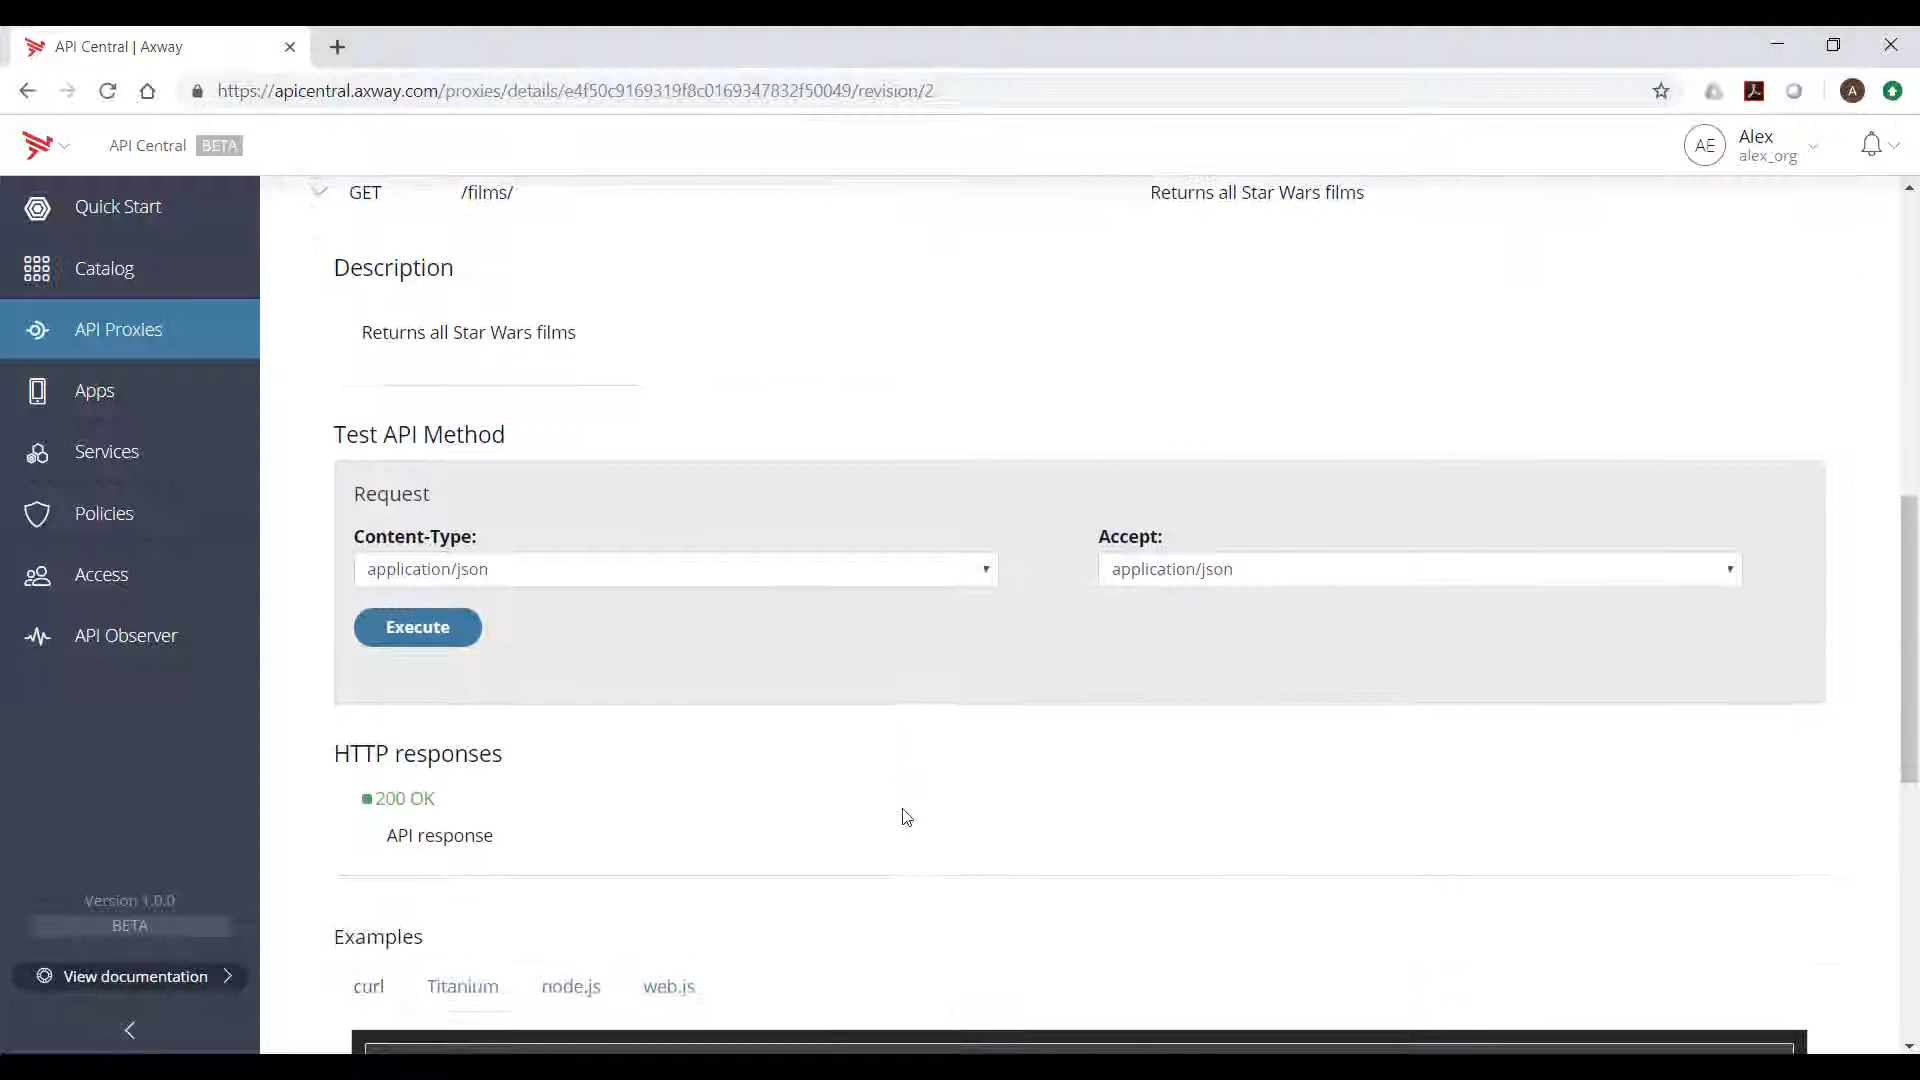 API Central | Axway
https://apicentral.axway.com/proxies/details/e4f50c9169319f8c0169347832f50049/revision/2
A
API Central BETA
AE
Alex
alex_org
Quick Start
Catalog
API Proxies
Apps
Services
Policies
Access
API Observer
Version 1.0.0
BETA
View documentation
GET /films/ Returns all Star Wars films
Description
Returns all Star Wars films
Test API Method
Request
Content-Type: Accept:
application/json application/json
Execute
HTTP responses
200 OK
API response
Examples
curl Titanium node.js web.js